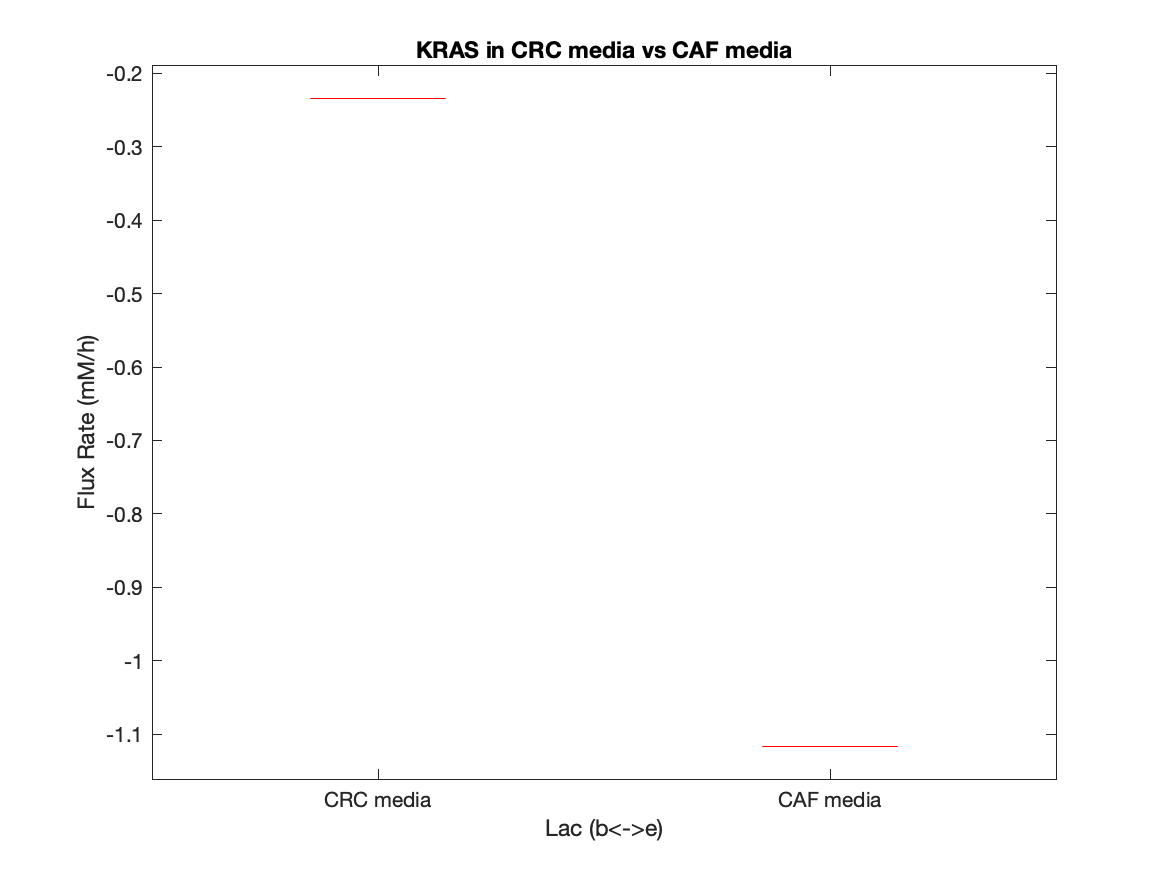 KRAS in CRC media vs CAF media
-0.2
-0.3
-0.4
-0.5
-0.6
-0.7
-0.8
-0.9
-1
-1.1
Flux Rate (mM/h)
CRC media
CAF media
Lac (b<->e)